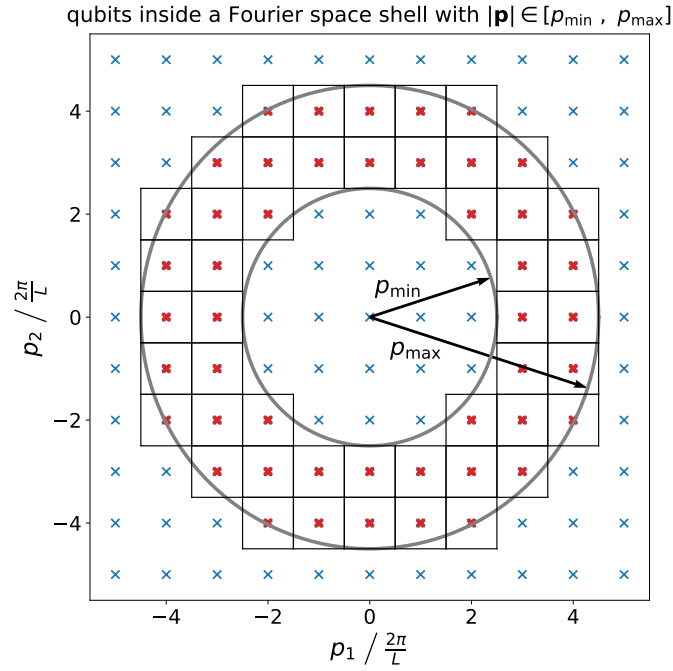 qubits inside a Fourier space shell with |p| ∈ [p_min , p_max]
4
2
0
−2
−4
p_2 / 2π/L
p_min
p_max
−4 −2 0 2 4
p_1 / 2π/L